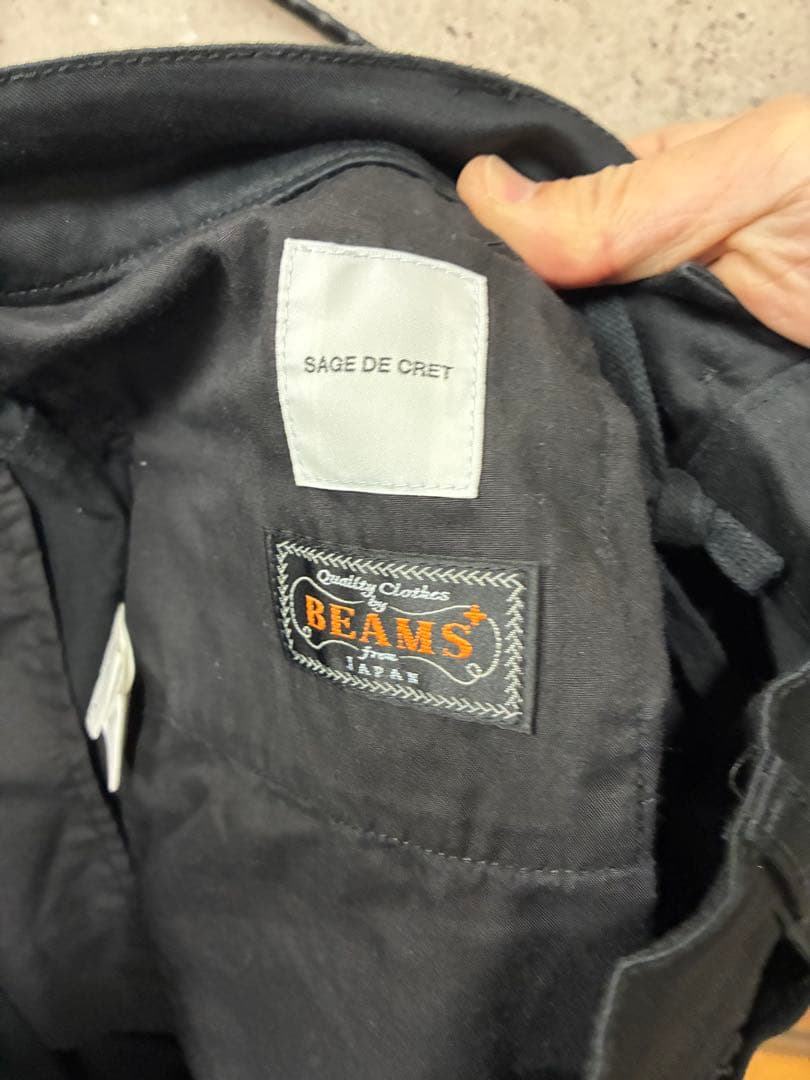 SAGE DE CRET
Quality Clothes
by
BEAMS+
from
JAPAN